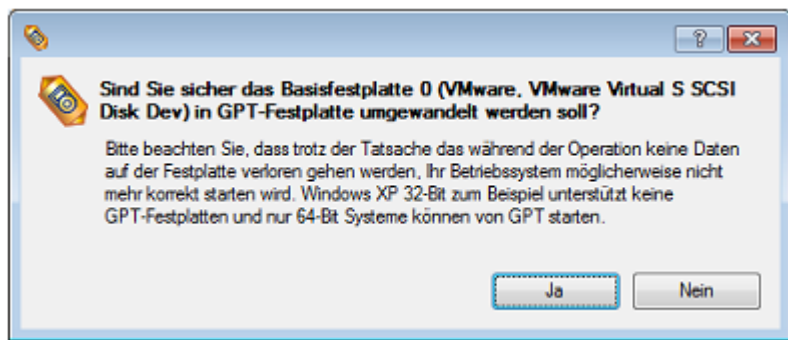 Sind Sie sicher das Basisfestplatte 0 (VMware, VMware Virtual S SCSI
Disk Dev) in GPT-Festplatte umgewandelt werden soll?
Bitte beachten Sie, dass trotz der Tatsache das während der Operation keine Daten
auf der Festplatte verloren gehen werden, Ihr Betriebssystem möglicherweise nicht
mehr korrekt starten wird. Windows XP 32-Bit zum Beispiel unterstützt keine
GPT-Festplatten und nur 64-Bit Systeme können von GPT starten.
Ja Nein